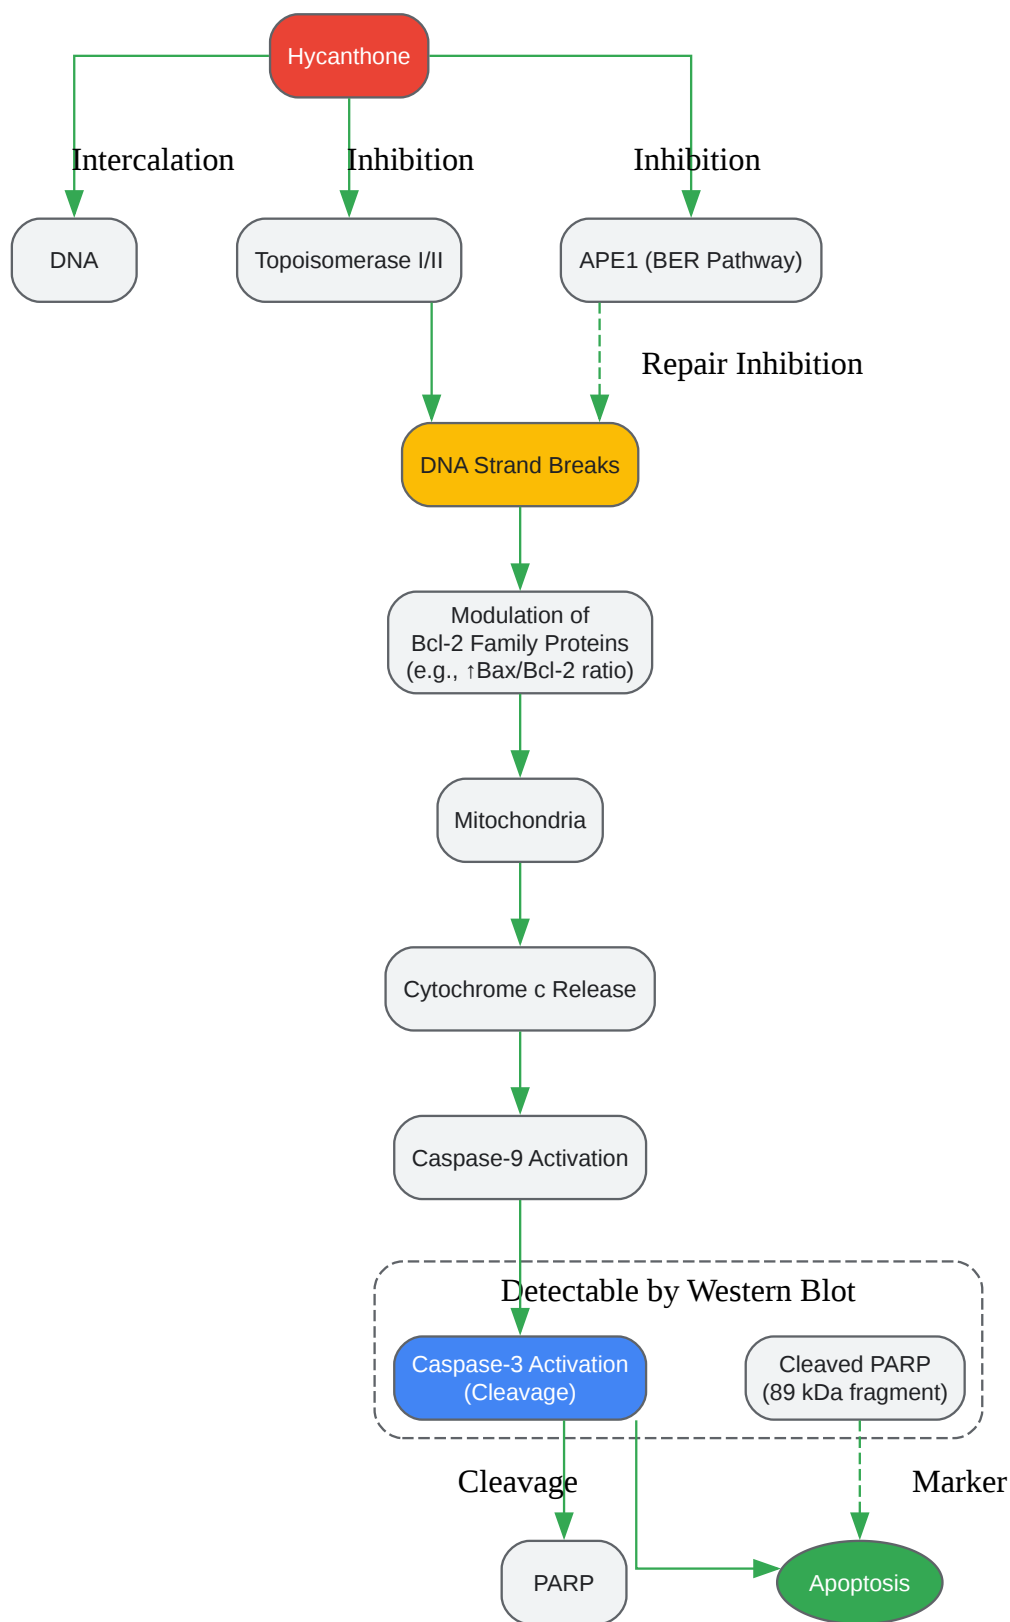 Hycanthone
Intercalation
Inhibition
Inhibition
DNA
Topoisomerase I/II
APE1 (BER Pathway)
Repair Inhibition
DNA Strand Breaks
Modulation of
Bcl-2 Family Proteins
(e.g., ↑Bax/Bcl-2 ratio)
Mitochondria
Cytochrome c Release
Caspase-9 Activation
Detectable by Western Blot
Caspase-3 Activation
(Cleavage)
Cleaved PARP
(89 kDa fragment)
Cleavage
Marker
PARP
Apoptosis